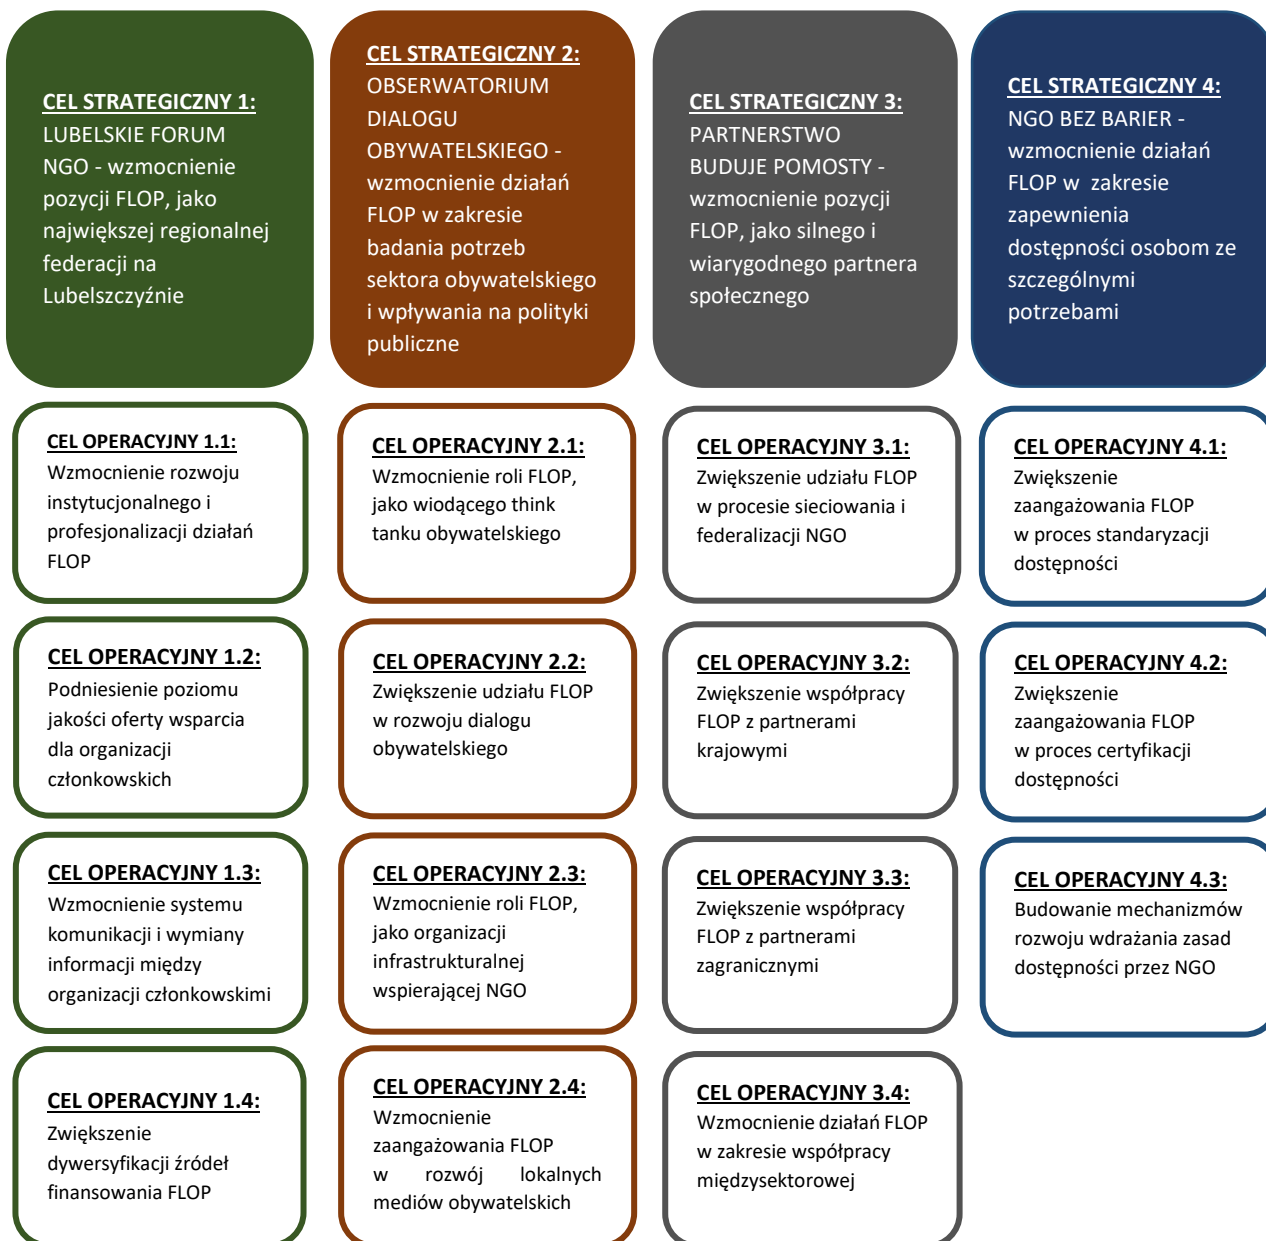 CEL STRATEGICZNY 1:
LUBELSKIE FORUM
NGO - wzmocnienie
pozycji FLOP, jako
największej regionalnej
federacji na
Lubelszczyźnie
CEL STRATEGICZNY 2:
OBSERWATORIUM
DIALOGU
OBYWATELSKIEGO -
wzmocnienie działań
FLOP w zakresie
badania potrzeb
sektora obywatelskiego
i wpływania na polityki
publiczne
CEL STRATEGICZNY 3:
PARTNERSTWO
BUDUJE POMOSTY -
wzmocnienie pozycji
FLOP, jako silnego i
wiarygodnego partnera
społecznego
CEL STRATEGICZNY 4:
NGO BEZ BARIER -
wzmocnienie działań
FLOP w zakresie
zapewnienia
dostępności osobom ze
szczególnymi
potrzebami
CEL OPERACYJNY 1.1:
Wzmocnienie rozwoju
instytucjonalnego i
profesjonalizacji działań
FLOP
CEL OPERACYJNY 2.1:
Wzmocnienie roli FLOP,
jako wiodącego think
tanku obywatelskiego
CEL OPERACYJNY 3.1:
Zwiększenie udziału FLOP
w procesie sieciowania i
federalizacji NGO
CEL OPERACYJNY 4.1:
Zwiększenie
zaangażowania FLOP
w proces standaryzacji
dostępności
CEL OPERACYJNY 1.2:
Podniesienie poziomu
jakości oferty wsparcia
dla organizacji
członkowskich
CEL OPERACYJNY 2.2:
Zwiększenie udziału FLOP
w rozwoju dialogu
obywatelskiego
CEL OPERACYJNY 3.2:
Zwiększenie współpracy
FLOP z partnerami
krajowymi
CEL OPERACYJNY 4.2:
Zwiększenie
zaangażowania FLOP
w proces certyfikacji
dostępności
CEL OPERACYJNY 1.3:
Wzmocnienie systemu
komunikacji i wymiany
informacji między
organizacji członkowskimi
CEL OPERACYJNY 2.3:
Wzmocnienie roli FLOP,
jako organizacji
infrastrukturalnej
wspierającej NGO
CEL OPERACYJNY 3.3:
Zwiększenie współpracy
FLOP z partnerami
zagranicznymi
CEL OPERACYJNY 4.3:
Budowanie mechanizmów
rozwoju wdrażania zasad
dostępności przez NGO
CEL OPERACYJNY 1.4:
Zwiększenie
dywersyfikacji źródeł
finansowania FLOP
CEL OPERACYJNY 2.4:
Wzmocnienie
zaangażowania FLOP
w rozwój lokalnych
mediów obywatelskich
CEL OPERACYJNY 3.4:
Wzmocnienie działań FLOP
w zakresie współpracy
międzysektorowej